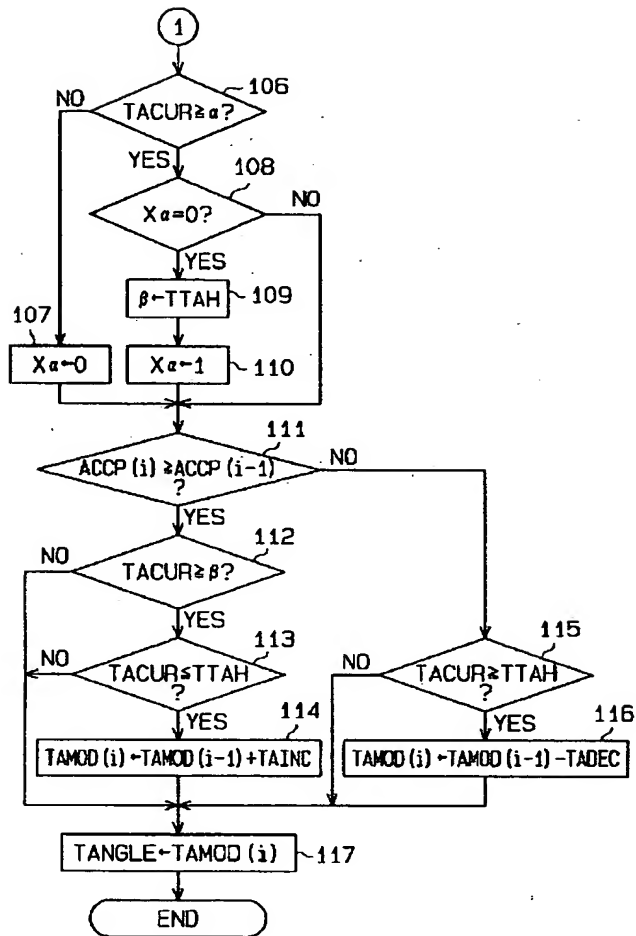 1
106
NO
TACUR≧α?
YES
108
Xα=0?
NO
YES
β←TTAH
109
107
Xα←0
Xα←1
110
111
ACCP(i)≧ACCP(i-1)
?
NO
YES
112
NO
TACUR≧β?
YES
113
NO
TACUR≦TTAH
?
YES
114
TAMOD(i)←TAMOD(i-1)+TAINC
115
NO
TACUR≧TTAH
?
YES
116
TAMOD(i)←TAMOD(i-1)-TADEC
TANGLE←TAMOD(i)
117
END